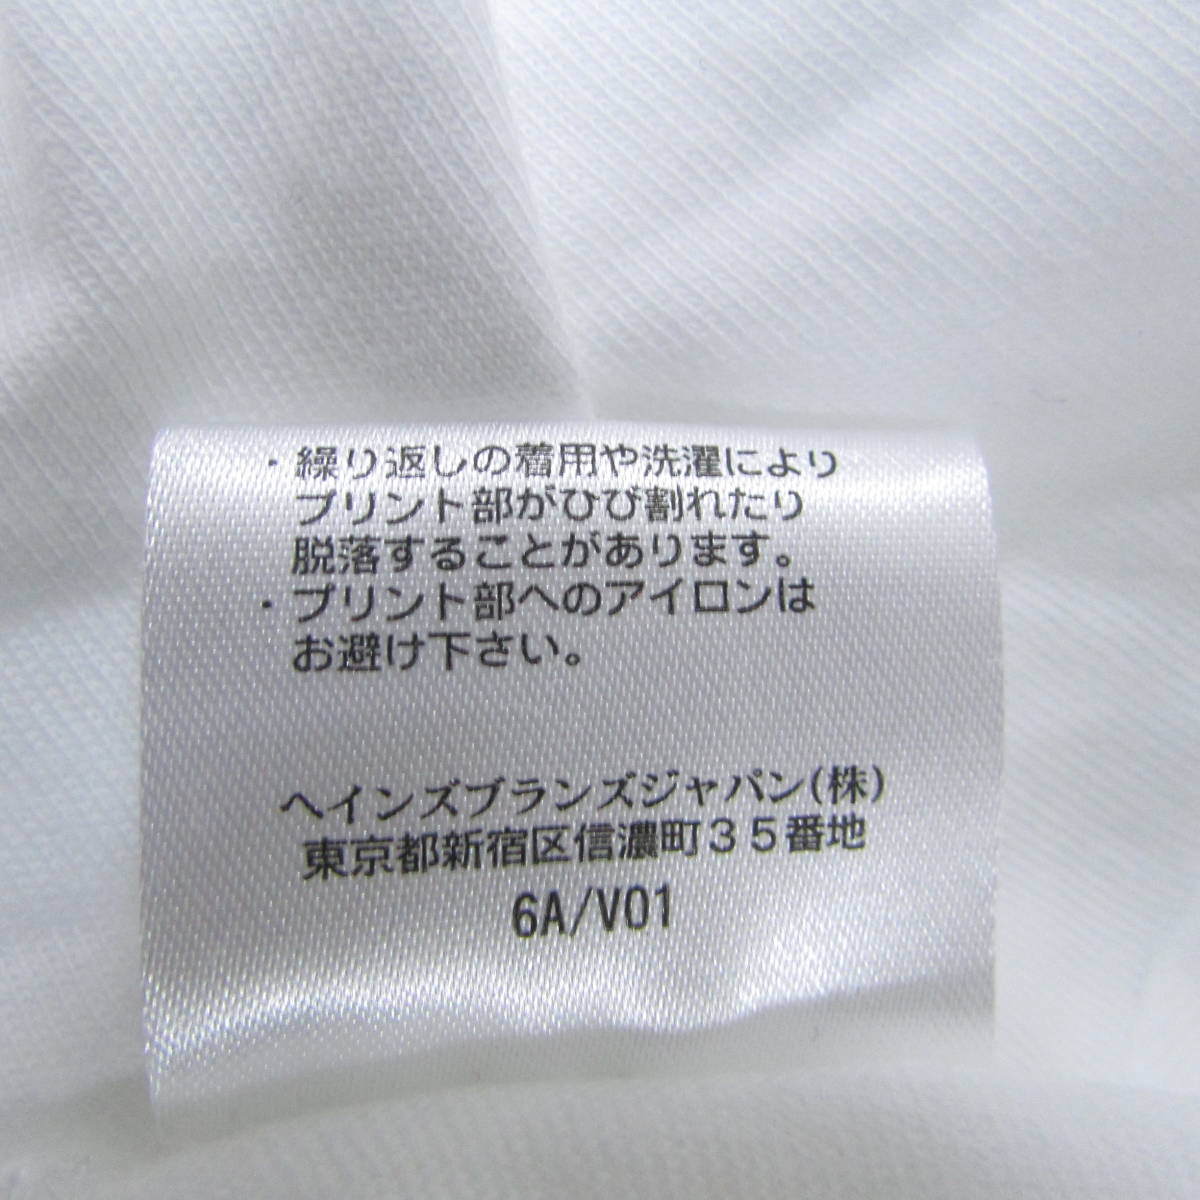 ・繰り返しの着用や洗濯により
プリント部がひび割れたり
脱落することがあります。
・プリント部へのアイロンは
お避け下さい。
ヘインズブランズジャパン(株)
東京都新宿区信濃町35番地
6A/V01